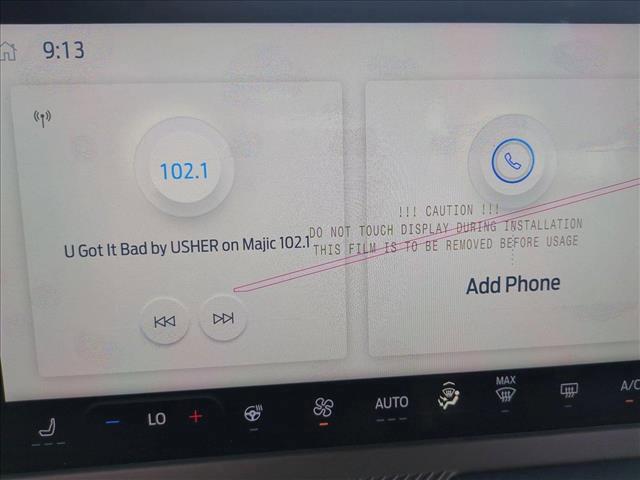 9:13
102.1
U Got It Bad by USHER on Majic 102.1
!!! CAUTION !!!
DO NOT TOUCH DISPLAY DURING INSTALLATION
THIS FILM IS TO BE REMOVED BEFORE USAGE
Add Phone
LO
AUTO
MAX
A/C